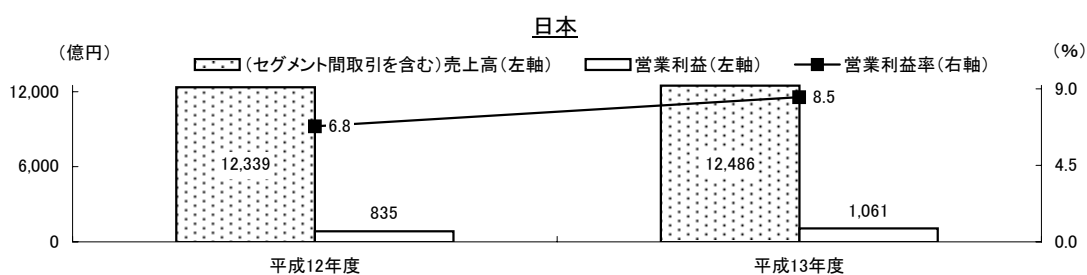 日本
(億円)
(%)
(セグメント間取引を含む)売上高(左軸) 営業利益(左軸) 営業利益率(右軸)
12,000
6,000
0
9.0
4.5
0.0
6.8
8.5
12,339
12,486
835
1,061
平成12年度
平成13年度